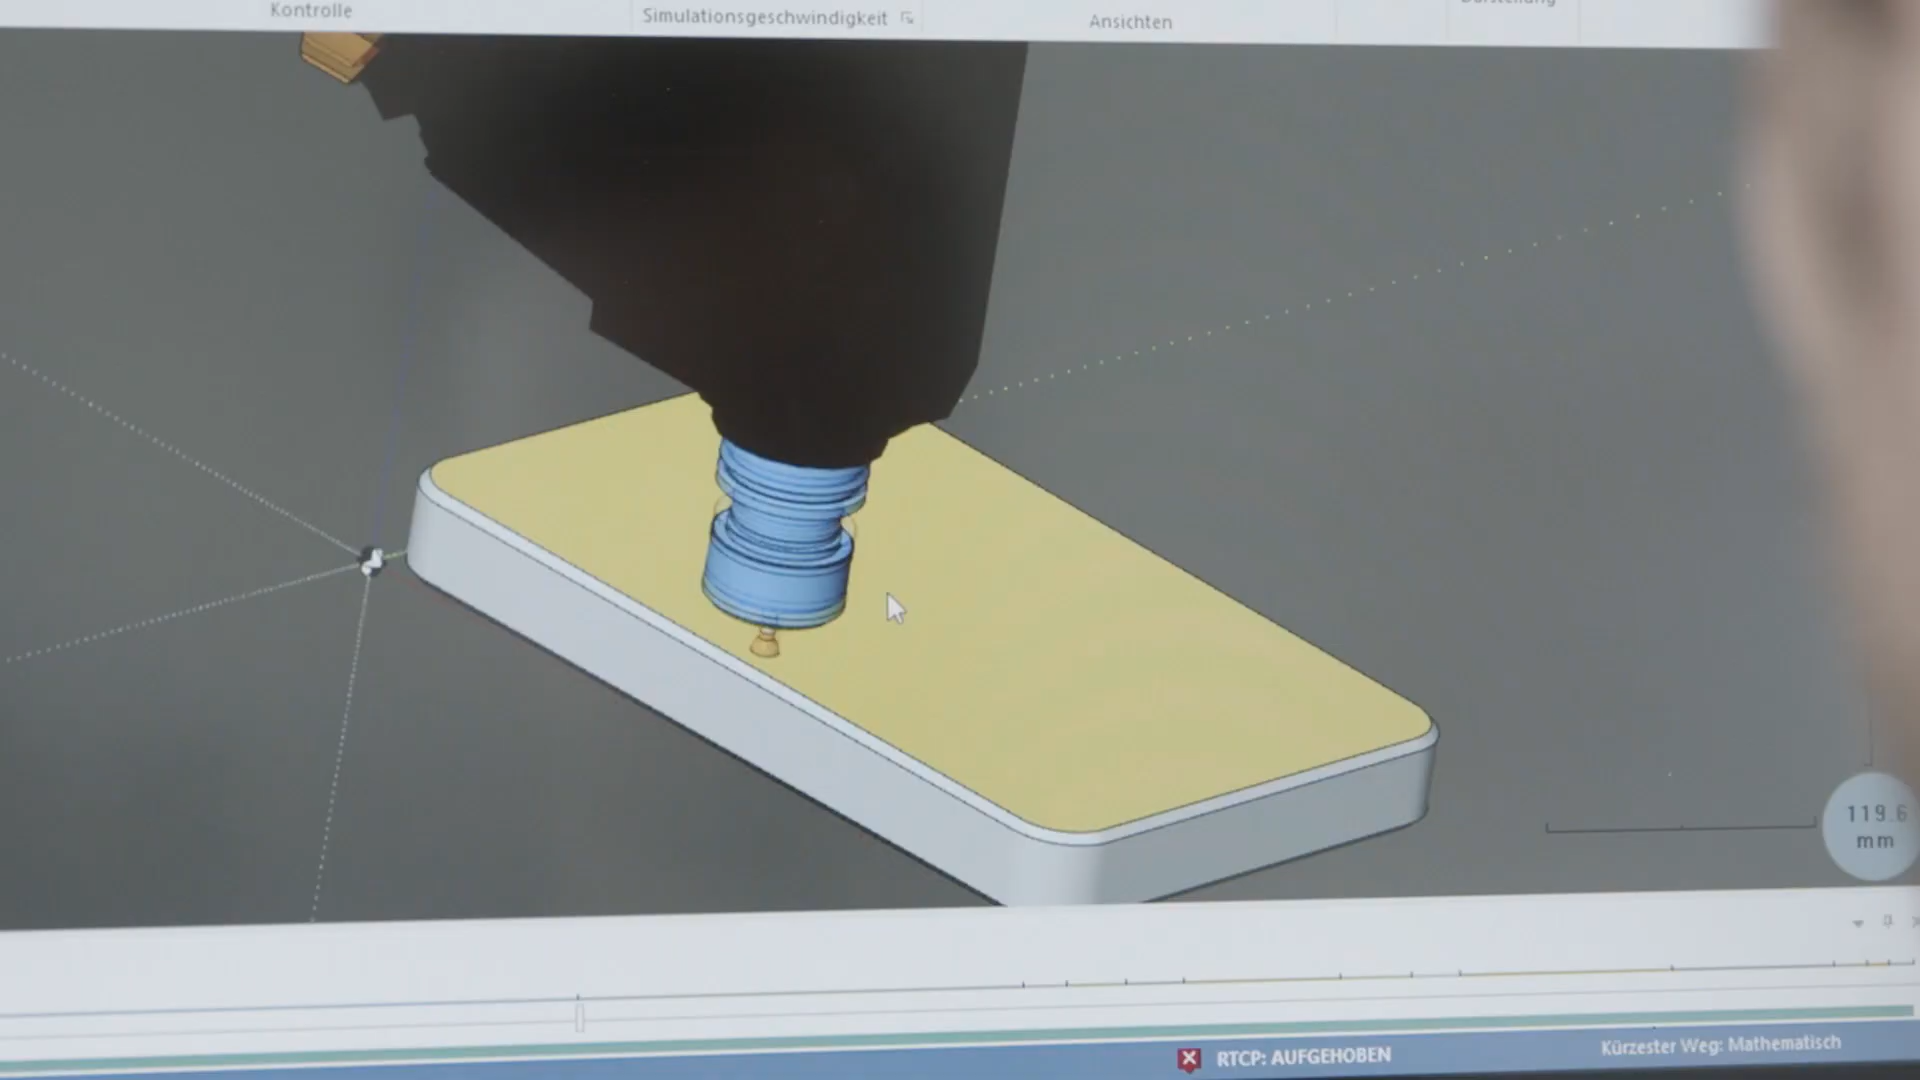 Kontrolle
Simulationsgeschwindigkeit
Ansichten
119.6
mm
RTCP: AUFGEHOBEN
Kürzester Weg: Mathematisch